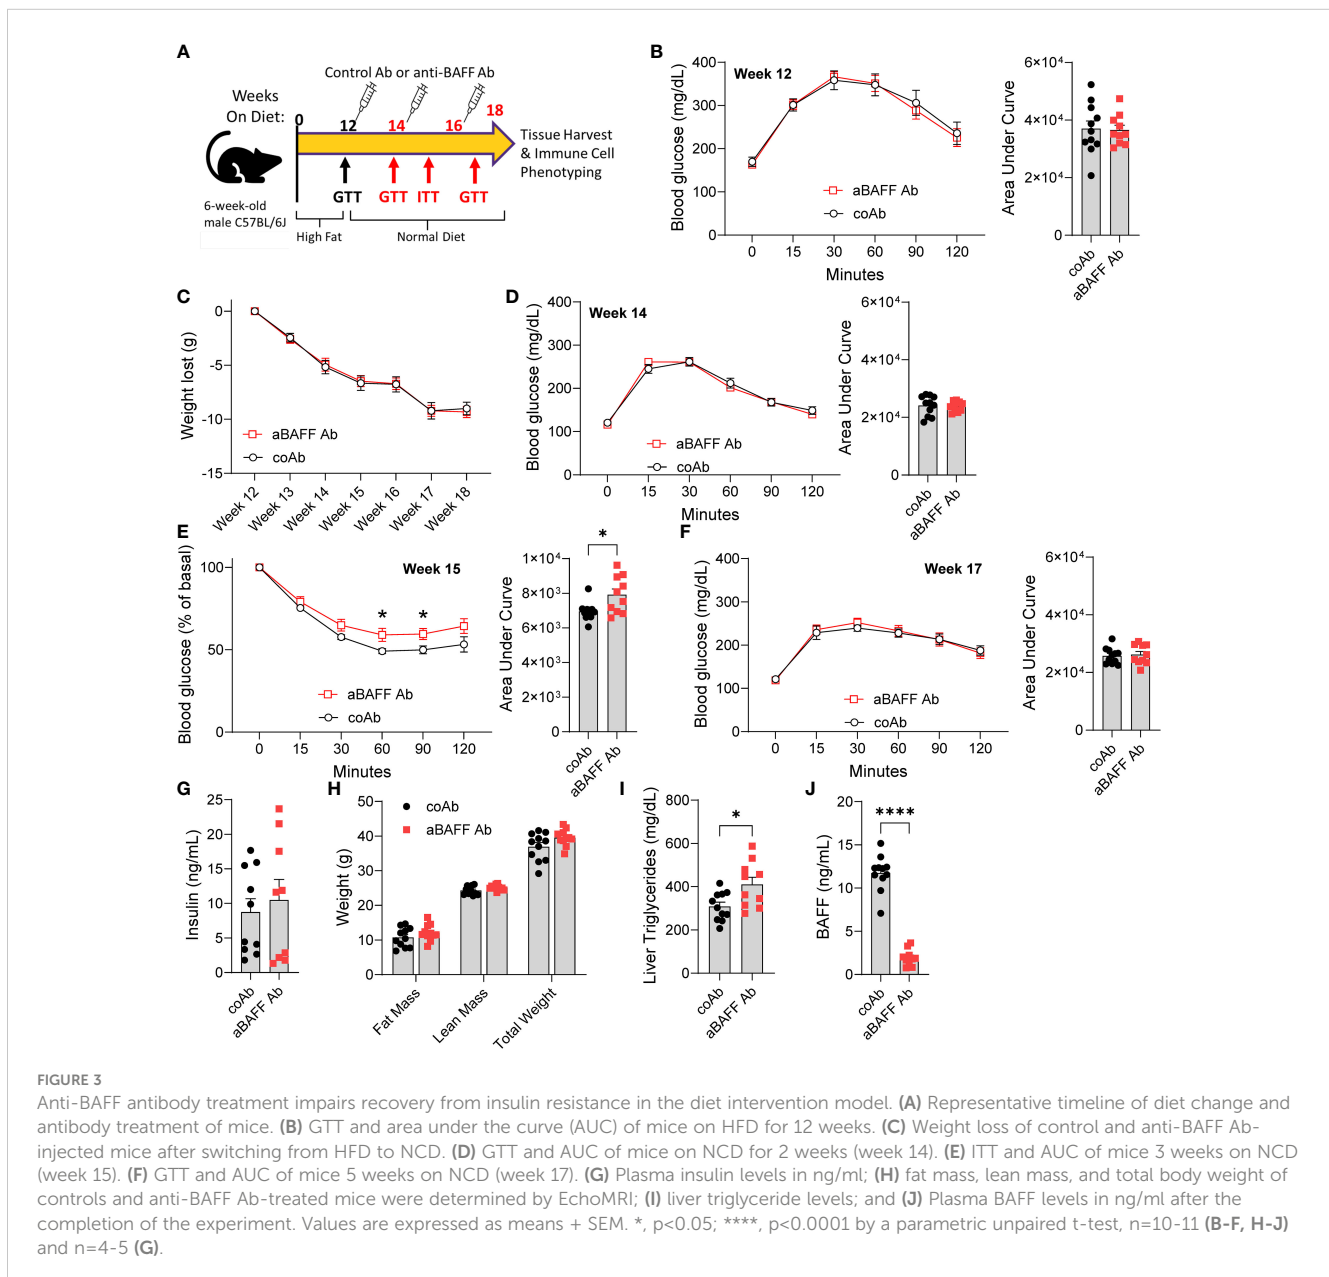 A
Control Ab or anti-BAFF Ab
Weeks
On Diet:
0
12
14
16
18
GTT
GTT
ITT
GTT
Tissue Harvest
& Immune Cell
Phenotyping
6-week-old
male C57BL/6J
High Fat
Normal Diet
B
Week 12
Blood glucose (mg/dL)
400
300
200
100
aBAFF Ab
coAb
0
15
30
60
90
120
Minutes
Area Under Curve
6×10⁴
4×10⁴
2×10⁴
0
coAb
aBAFF Ab
C
Weight lost (g)
0
-5
-10
-15
aBAFF Ab
coAb
Week 12
Week 13
Week 14
Week 15
Week 16
Week 17
Week 18
D
Week 14
Blood glucose (mg/dL)
400
300
200
100
0
aBAFF Ab
coAb
0
15
30
60
90
120
Minutes
Area Under Curve
6×10⁴
4×10⁴
2×10⁴
0
coAb
aBAFF Ab
E
Week 15
Blood glucose (% of basal)
100
50
0
* *
aBAFF Ab
coAb
0
15
30
60
90
120
Minutes
Area Under Curve
1×10⁴
8×10³
6×10³
4×10³
2×10³
0
*
coAb
aBAFF Ab
F
Week 17
Blood glucose (mg/dL)
400
300
200
100
0
aBAFF Ab
coAb
0
15
30
60
90
120
Minutes
Area Under Curve
6×10⁴
4×10⁴
2×10⁴
0
coAb
aBAFF Ab
G
Insulin (ng/mL)
25
20
15
10
5
0
coAb
aBAFF Ab
H
Weight (g)
50
40
30
20
10
0
coAb
aBAFF Ab
Fat Mass
Lean Mass
Total Weight
I
Liver Triglycerides (mg/dL)
800
600
400
200
0
*
coAb
aBAFF Ab
J
BAFF (ng/mL)
20
15
10
5
0
****
coAb
aBAFF Ab
FIGURE 3
Anti-BAFF antibody treatment impairs recovery from insulin resistance in the diet intervention model. (A) Representative timeline of diet change and
antibody treatment of mice. (B) GTT and area under the curve (AUC) of mice on HFD for 12 weeks. (C) Weight loss of control and anti-BAFF Ab-
injected mice after switching from HFD to NCD. (D) GTT and AUC of mice on NCD for 2 weeks (week 14). (E) ITT and AUC of mice 3 weeks on NCD
(week 15). (F) GTT and AUC of mice 5 weeks on NCD (week 17). (G) Plasma insulin levels in ng/ml; (H) fat mass, lean mass, and total body weight of
controls and anti-BAFF Ab-treated mice were determined by EchoMRI; (I) liver triglyceride levels; and (J) Plasma BAFF levels in ng/ml after the
completion of the experiment. Values are expressed as means + SEM. *, p<0.05; ****, p<0.0001 by a parametric unpaired t-test, n=10-11 (B-F, H-J)
and n=4-5 (G).